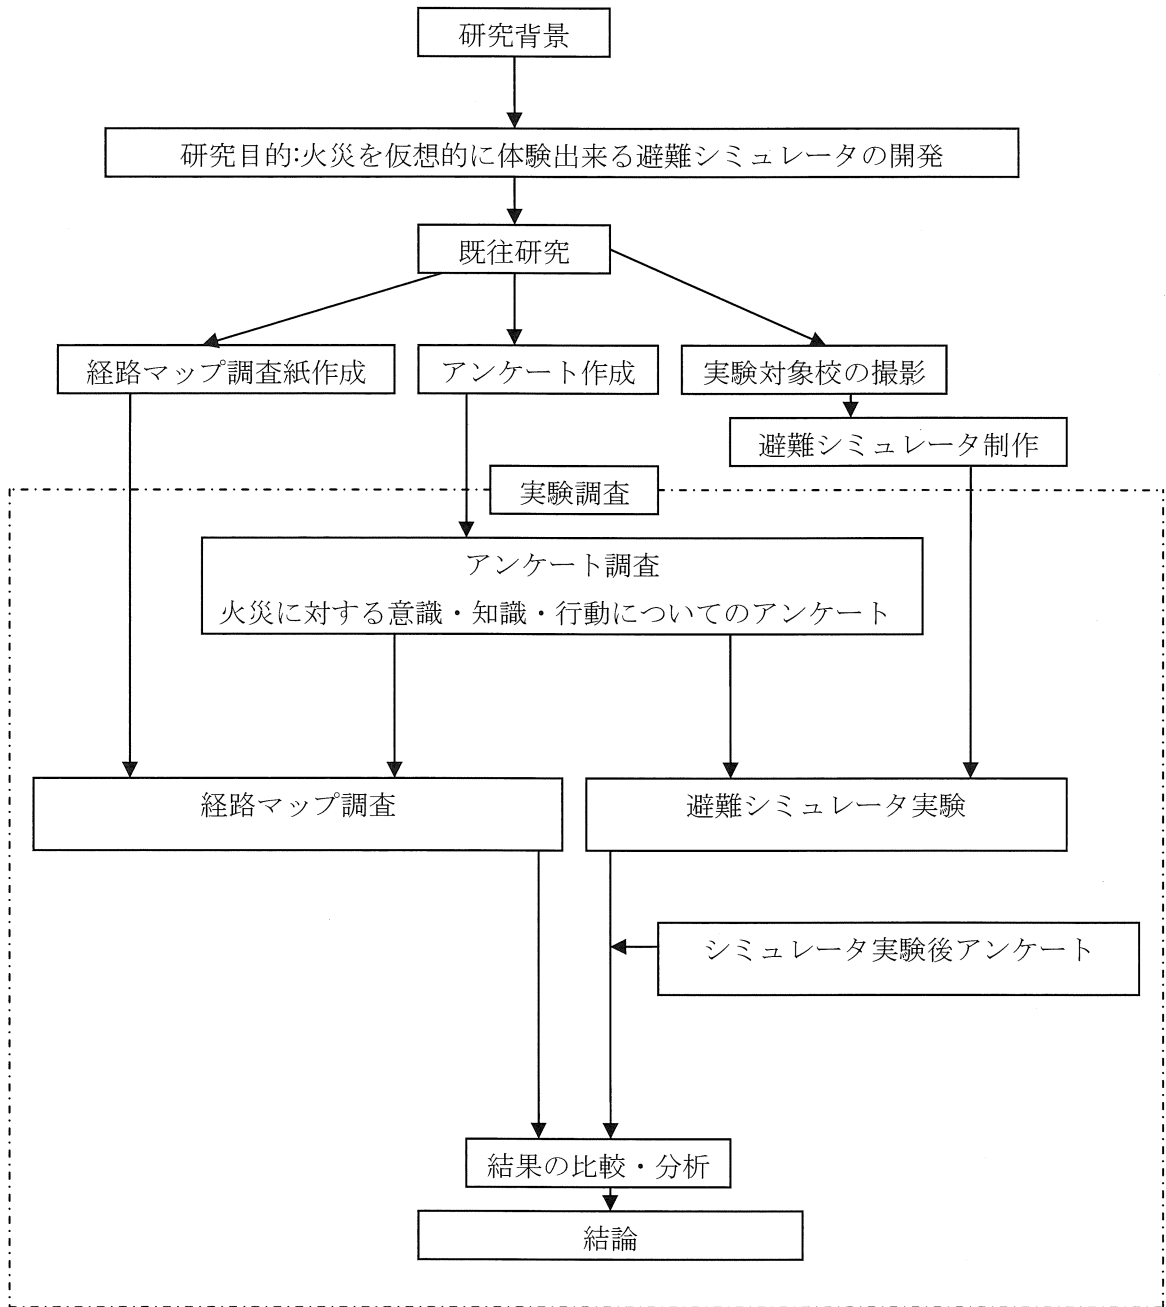 研究背景
研究目的:火災を仮想的に体験出来る避難シミュレータの開発
既往研究
経路マップ調査紙作成
アンケート作成
実験対象校の撮影
避難シミュレータ制作
実験調査
アンケート調査
火災に対する意識・知識・行動についてのアンケート
経路マップ調査
避難シミュレータ実験
シミュレータ実験後アンケート
結果の比較・分析
結論